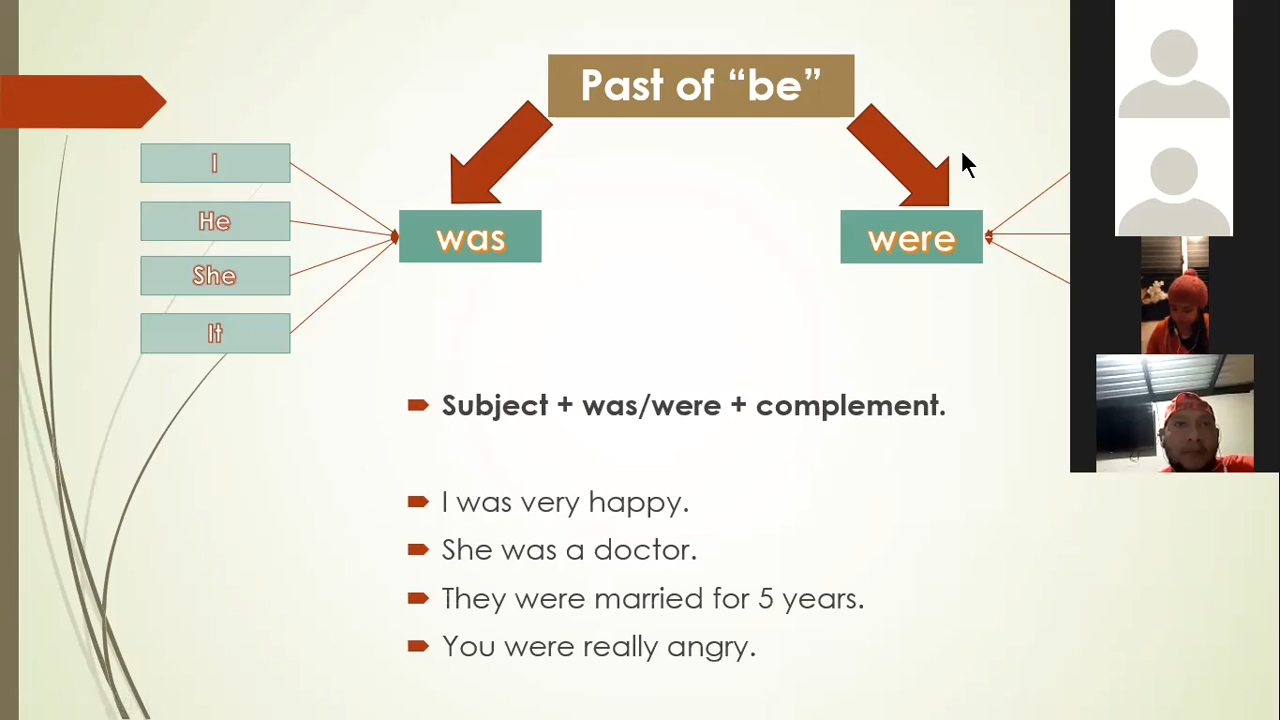 Past of “be”
I
He
She
It
was
were
Subject + was/were + complement.
I was very happy.
She was a doctor.
They were married for 5 years.
You were really angry.